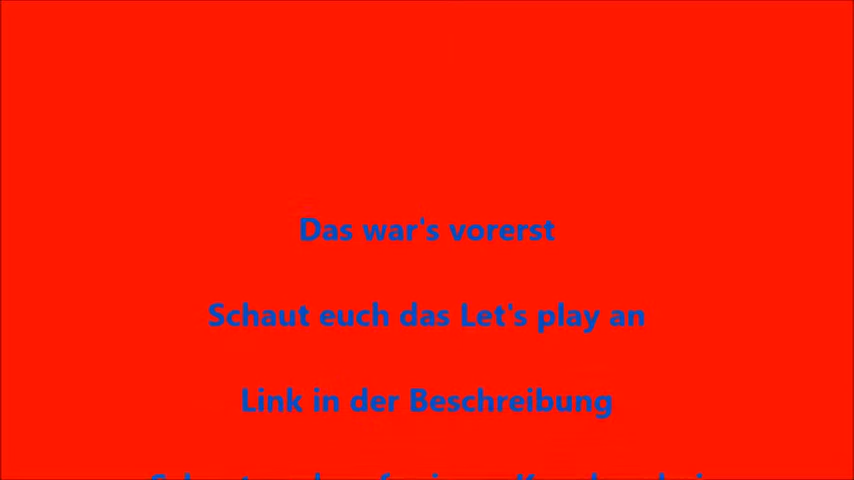 Das war's vorerst
Schaut euch das Let's play an
Link in der Beschreibung